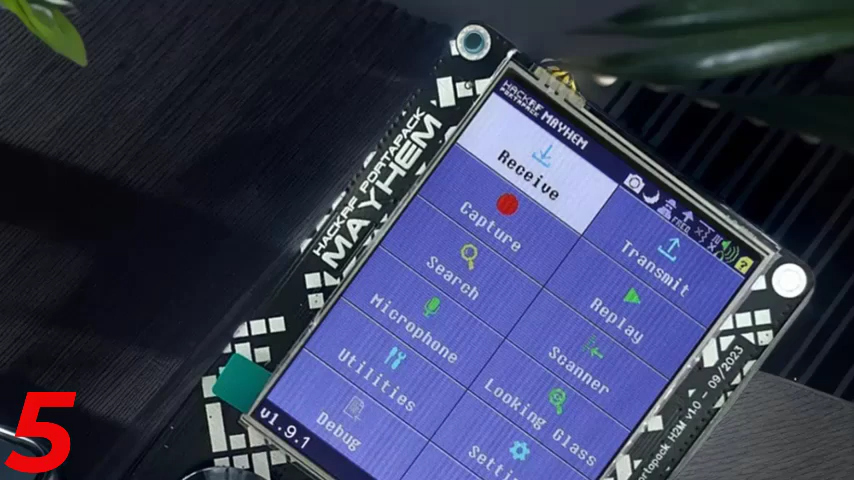 HACKRF PORTAPACK
MAYHEM
HACKRF
PORTAPACK
MAYHEM
Receive
Transmit
Capture
Replay
Search
Scanner
Microphone
Looking Glass
Utilities
Debug
v1.9.1
Portapack H2M v1.0 – 09/2023
5